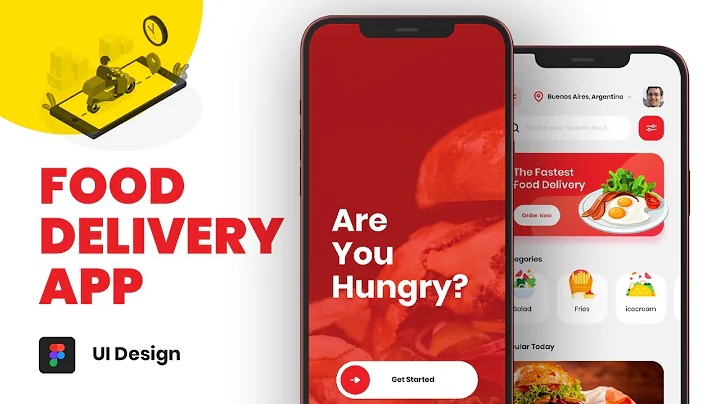 FOOD
DELIVERY
APP
UI Design
Are
You
Hungry?
Get Started
Buenos Aires, Argentina
The Fastest
Food Delivery
Order Now
Salad
Fries
icecream
Today